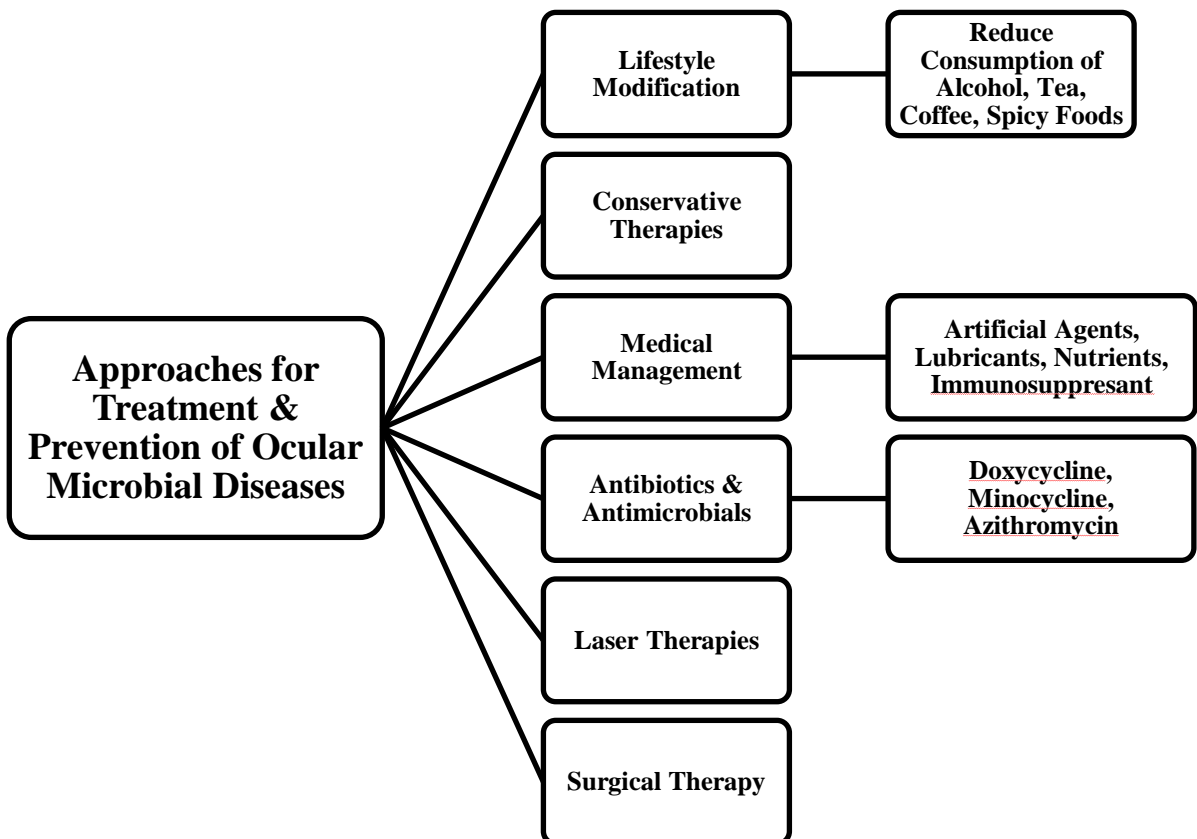 Approaches for
Treatment &
Prevention of Ocular
Microbial Diseases
Lifestyle
Modification
Reduce
Consumption of
Alcohol, Tea,
Coffee, Spicy Foods
Conservative
Therapies
Medical
Management
Artificial Agents,
Lubricants, Nutrients,
Immunosuppresant
Antibiotics &
Antimicrobials
Doxycycline,
Minocycline,
Azithromycin
Laser Therapies
Surgical Therapy